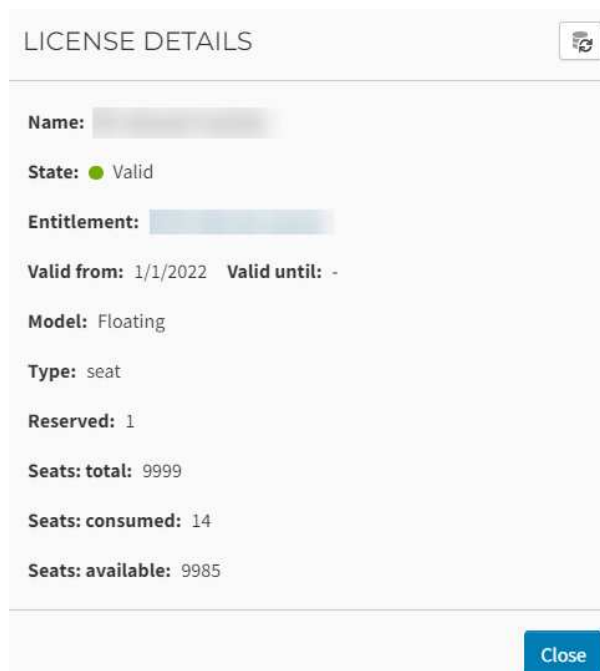 LICENSE DETAILS
Name:
State: Valid
Entitlement:
Valid from: 1/1/2022 Valid until: -
Model: Floating
Type: seat
Reserved: 1
Seats: total: 9999
Seats: consumed: 14
Seats: available: 9985
Close